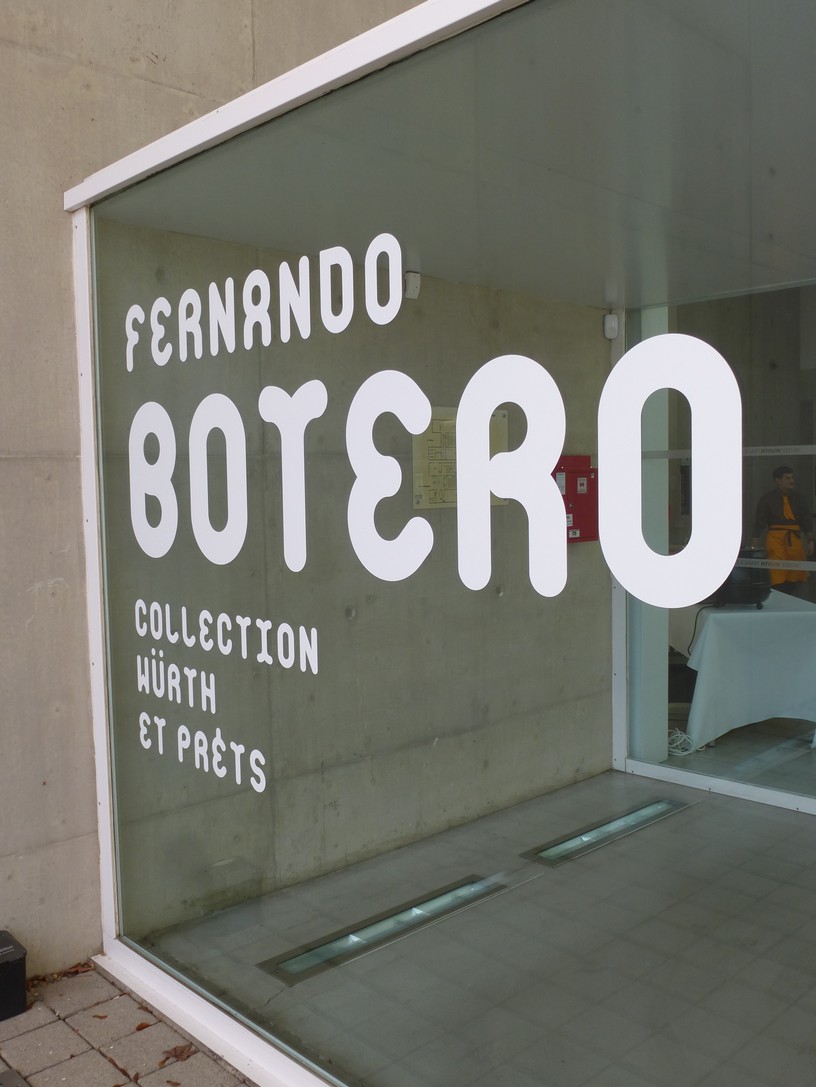 FERNANDO
BOTERO
COLLECTION
WÜRTH
ET PRÊTS